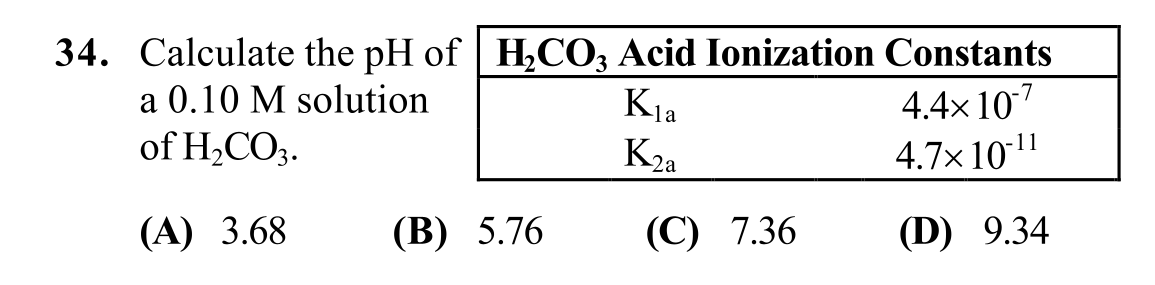 34. Calculate the pH of
a 0.10 M solution
of H₂CO₃.
H₂CO₃ Acid Ionization Constants
K₁ₐ 4.4×10⁻⁷
K₂ₐ 4.7×10⁻¹¹
(A) 3.68 (B) 5.76 (C) 7.36 (D) 9.34